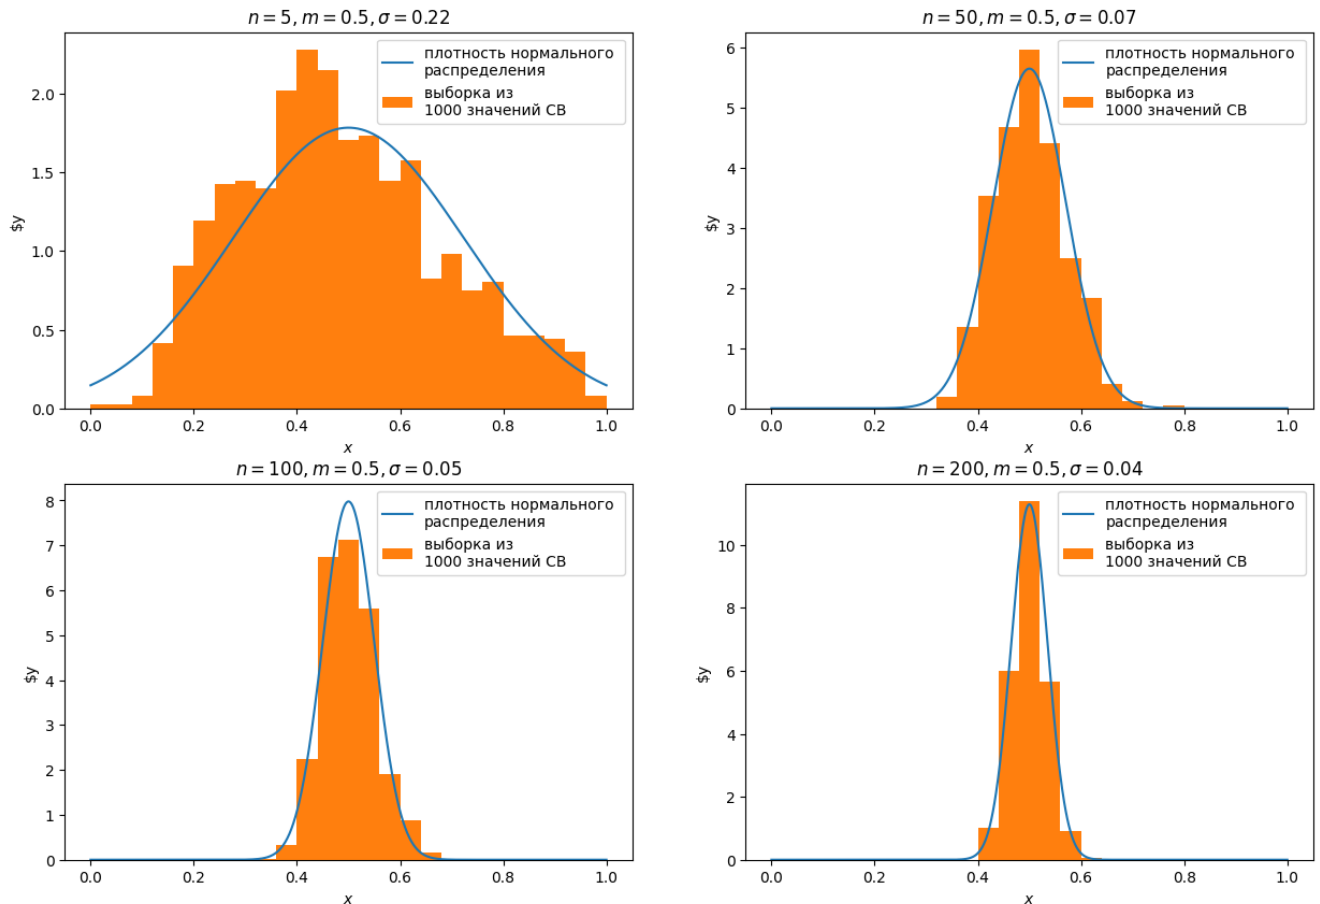 n = 5, m = 0.5, σ = 0.22
плотность нормального
распределения
выборка из
1000 значений СВ
2.0
1.5
1.0
0.5
0.0
$y
0.0 0.2 0.4 0.6 0.8 1.0
x
n = 50, m = 0.5, σ = 0.07
плотность нормального
распределения
выборка из
1000 значений СВ
6
5
4
3
2
1
0
$y
0.0 0.2 0.4 0.6 0.8 1.0
x
n = 100, m = 0.5, σ = 0.05
плотность нормального
распределения
выборка из
1000 значений СВ
8
7
6
5
4
3
2
1
0
$y
0.0 0.2 0.4 0.6 0.8 1.0
x
n = 200, m = 0.5, σ = 0.04
плотность нормального
распределения
выборка из
1000 значений СВ
10
8
6
4
2
0
$y
0.0 0.2 0.4 0.6 0.8 1.0
x